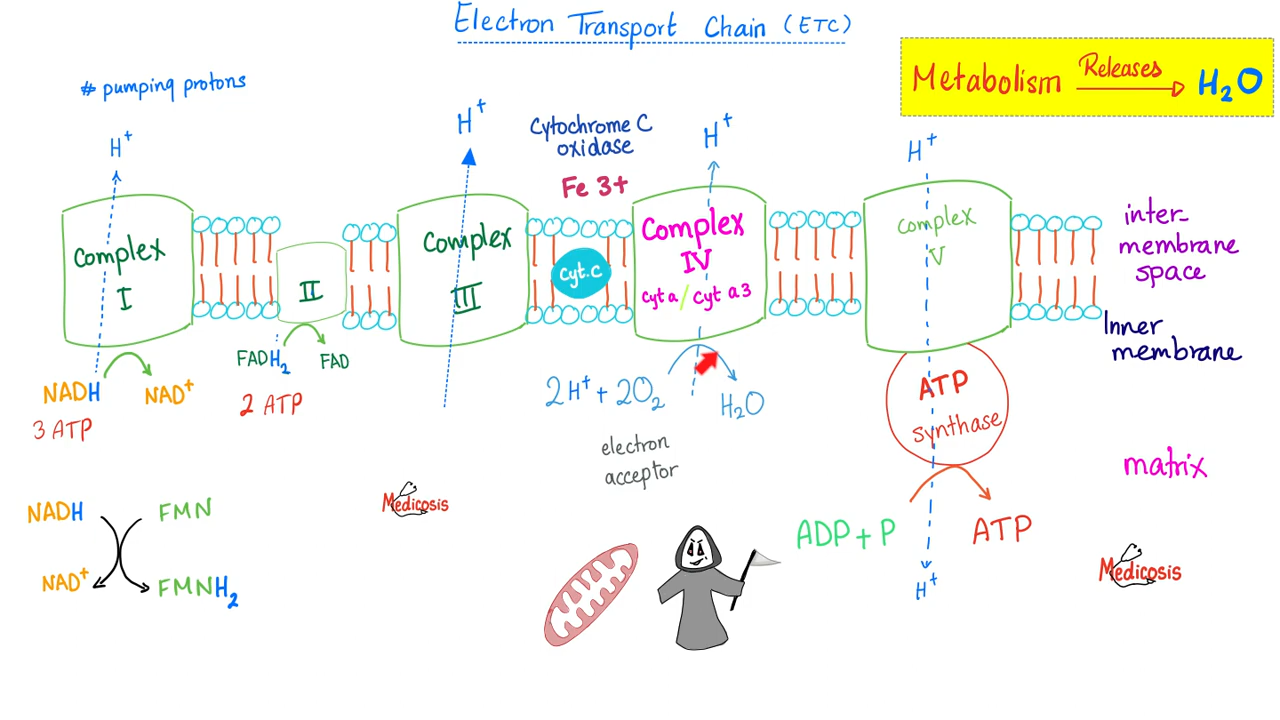 Electron Transport Chain (ETC)
Metabolism Releases H₂O
# pumping protons
H⁺
H⁺
Cytochrome C
oxidase
Fe 3+
H⁺
H⁺
Complex
I
II
Complex
III
Cyt.c
Complex
IV
Cyt a / Cyt a3
Complex
V
inter-
membrane
space
Inner
membrane
NADH
NAD⁺
3 ATP
FADH₂
FAD
2 ATP
2H⁺ + 2O₂
H₂O
electron
acceptor
ATP
synthase
matrix
ADP + P
ATP
H⁺
NADH
FMN
NAD⁺
FMNH₂
Medicosis
Medicosis